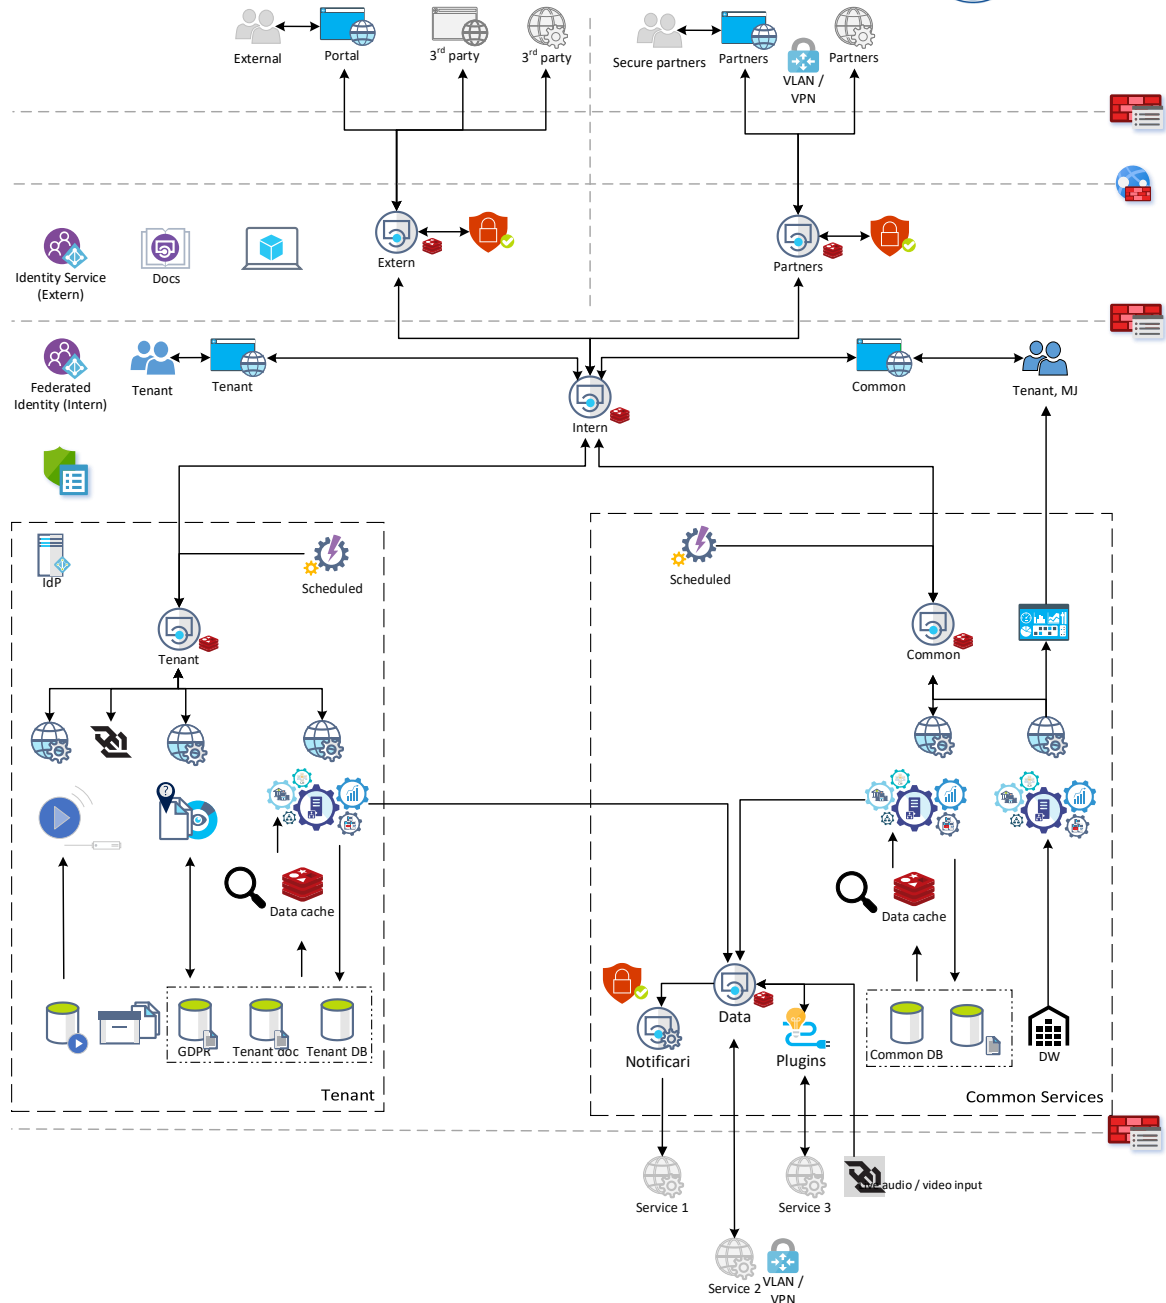 External
Portal
3rd party
3rd party
Secure partners
Partners
VLAN /
VPN
Partners
Extern
Partners
Identity Service
(Extern)
Docs
Federated
Identity (Intern)
Tenant
Tenant
Intern
Common
Tenant, MJ
IdP
Scheduled
Scheduled
Tenant
Common
?
Data cache
Data cache
GDPR
Tenant doc
Tenant DB
Data
Notificari
Plugins
Common DB
DW
Tenant
Common Services
Service 1
Service 3
audio / video input
Service 2
VLAN /
VPN